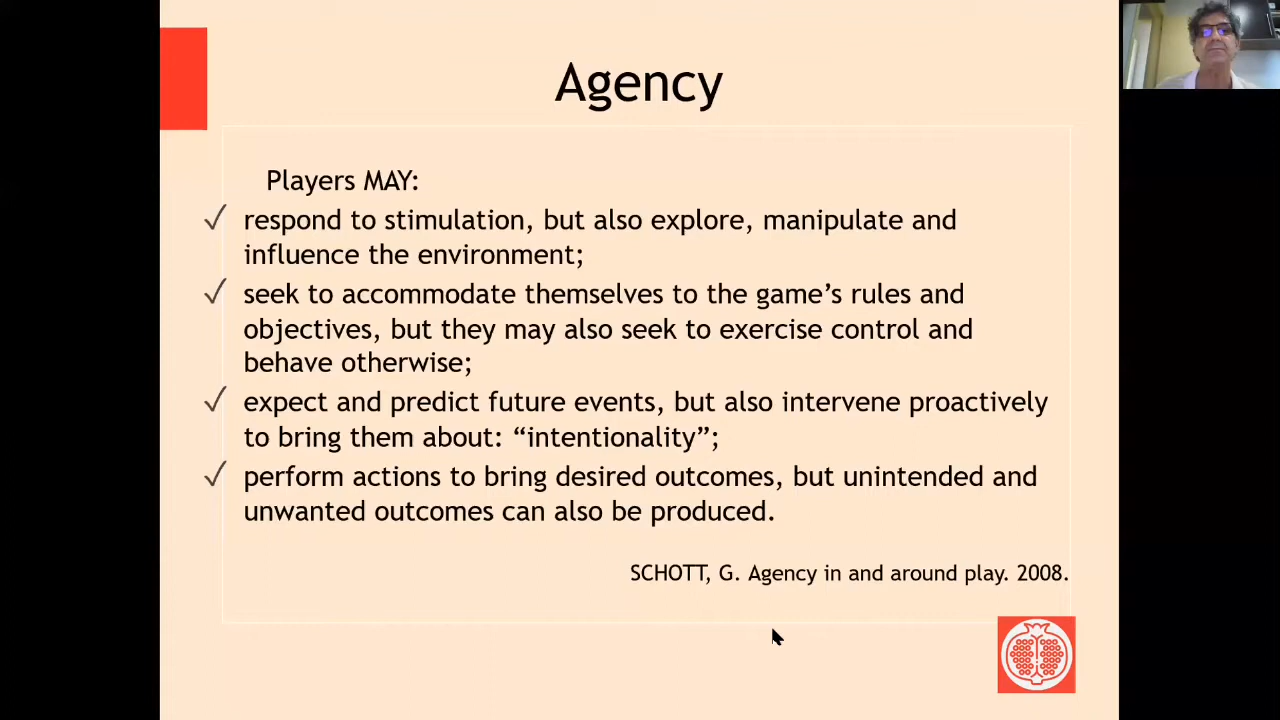 Agency
Players MAY:
✓ respond to stimulation, but also explore, manipulate and
influence the environment;
✓ seek to accommodate themselves to the game’s rules and
objectives, but they may also seek to exercise control and
behave otherwise;
✓ expect and predict future events, but also intervene proactively
to bring them about: “intentionality”;
✓ perform actions to bring desired outcomes, but unintended and
unwanted outcomes can also be produced.
SCHOTT, G. Agency in and around play. 2008.